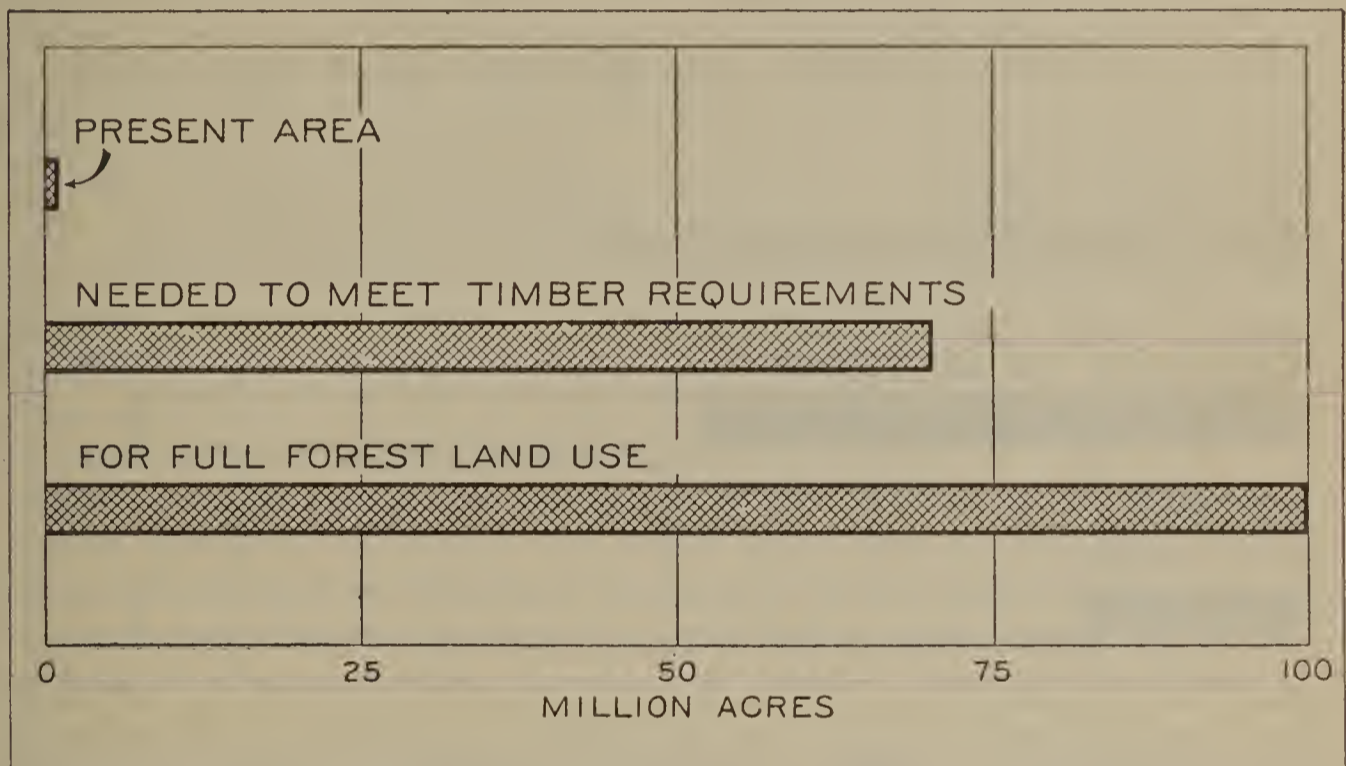 PRESENT AREA
NEEDED TO MEET TIMBER REQUIREMENTS
FOR FULL FOREST LAND USE
0 25 50 75 100
MILLION ACRES